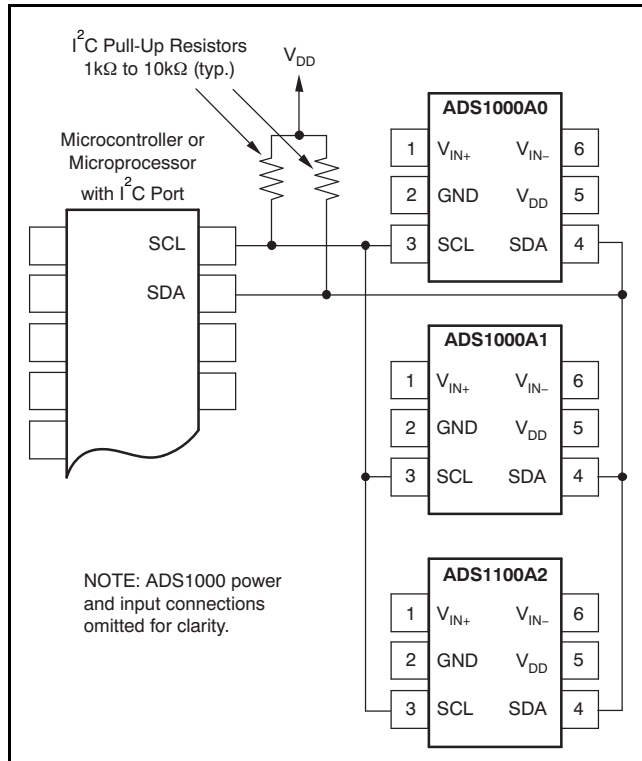 I²C Pull-Up Resistors
1kΩ to 10kΩ (typ.)
V_DD
Microcontroller or
Microprocessor
with I²C Port
SCL
SDA
ADS1000A0
1 V_IN+ V_IN− 6
2 GND V_DD 5
3 SCL SDA 4
ADS1000A1
1 V_IN+ V_IN− 6
2 GND V_DD 5
3 SCL SDA 4
ADS1100A2
1 V_IN+ V_IN− 6
2 GND V_DD 5
3 SCL SDA 4
NOTE: ADS1000 power
and input connections
omitted for clarity.